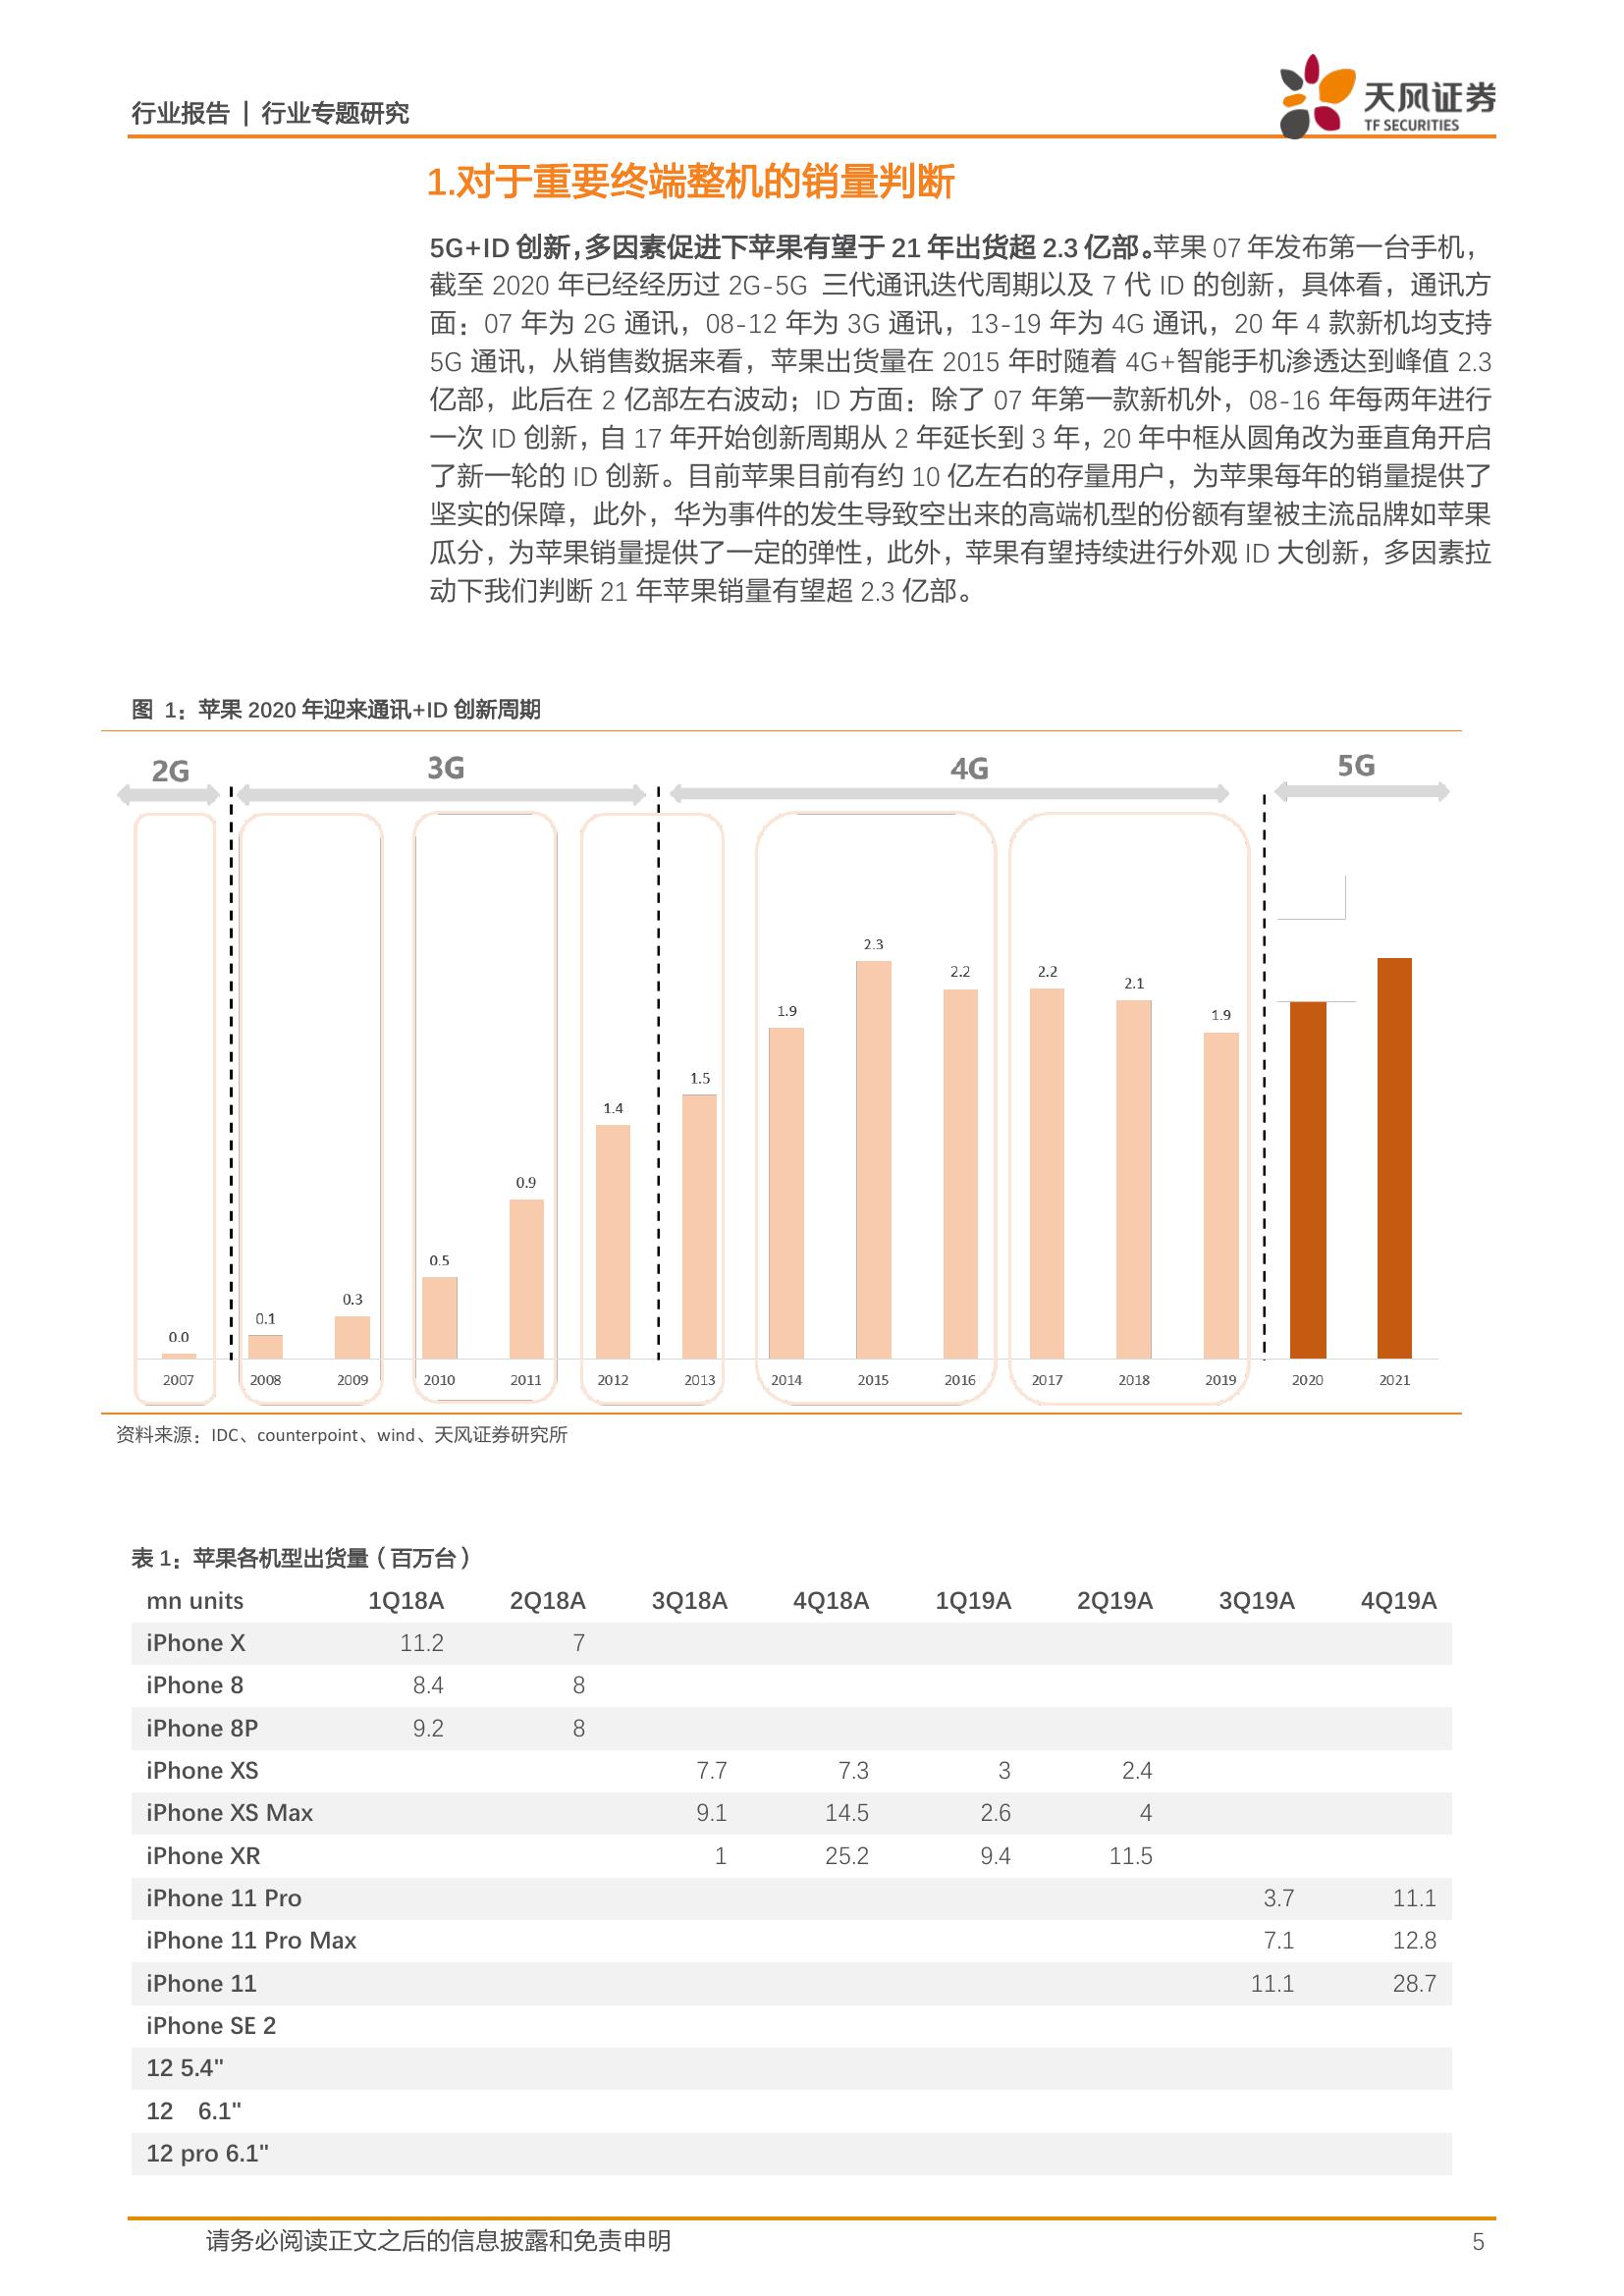 行业报告 | 行业专题研究
天风证券
TF SECURITIES
1.对于重要终端整机的销量判断
5G+ID 创新，多因素促进下苹果有望于 21 年出货超 2.3 亿部。苹果 07 年发布第一台手机，
截至 2020 年已经经历过 2G-5G 三代通讯迭代周期以及 7 代 ID 的创新，具体看，通讯方
面：07 年为 2G 通讯，08-12 年为 3G 通讯，13-19 年为 4G 通讯，20 年 4 款新机均支持
5G 通讯，从销售数据来看，苹果出货量在 2015 年时随着 4G+智能手机渗透达到峰值 2.3
亿部，此后在 2 亿部左右波动；ID 方面：除了 07 年第一款新机外，08-16 年每两年进行
一次 ID 创新，自 17 年开始创新周期从 2 年延长到 3 年，20 年中框从圆角改为垂直角开启
了新一轮的 ID 创新。目前苹果目前有约 10 亿左右的存量用户，为苹果每年的销量提供了
坚实的保障，此外，华为事件的发生导致空出来的高端机型的份额有望被主流品牌如苹果
瓜分，为苹果销量提供了一定的弹性，此外，苹果有望持续进行外观 ID 大创新，多因素拉
动下我们判断 21 年苹果销量有望超 2.3 亿部。
图 1：苹果 2020 年迎来通讯+ID 创新周期
2G 3G 4G 5G
0.0 0.1 0.3 0.5 0.9 1.4 1.5 1.9 2.3 2.2 2.2 2.1 1.9
2007 2008 2009 2010 2011 2012 2013 2014 2015 2016 2017 2018 2019 2020 2021
资料来源：IDC、counterpoint、wind、天风证券研究所
表 1：苹果各机型出货量（百万台）
mn units 1Q18A 2Q18A 3Q18A 4Q18A 1Q19A 2Q19A 3Q19A 4Q19A
iPhone X 11.2 7
iPhone 8 8.4 8
iPhone 8P 9.2 8
iPhone XS 7.7 7.3 3 2.4
iPhone XS Max 9.1 14.5 2.6 4
iPhone XR 1 25.2 9.4 11.5
iPhone 11 Pro 3.7 11.1
iPhone 11 Pro Max 7.1 12.8
iPhone 11 11.1 28.7
iPhone SE 2
12 5.4"
12 6.1"
12 pro 6.1"
请务必阅读正文之后的信息披露和免责申明 5